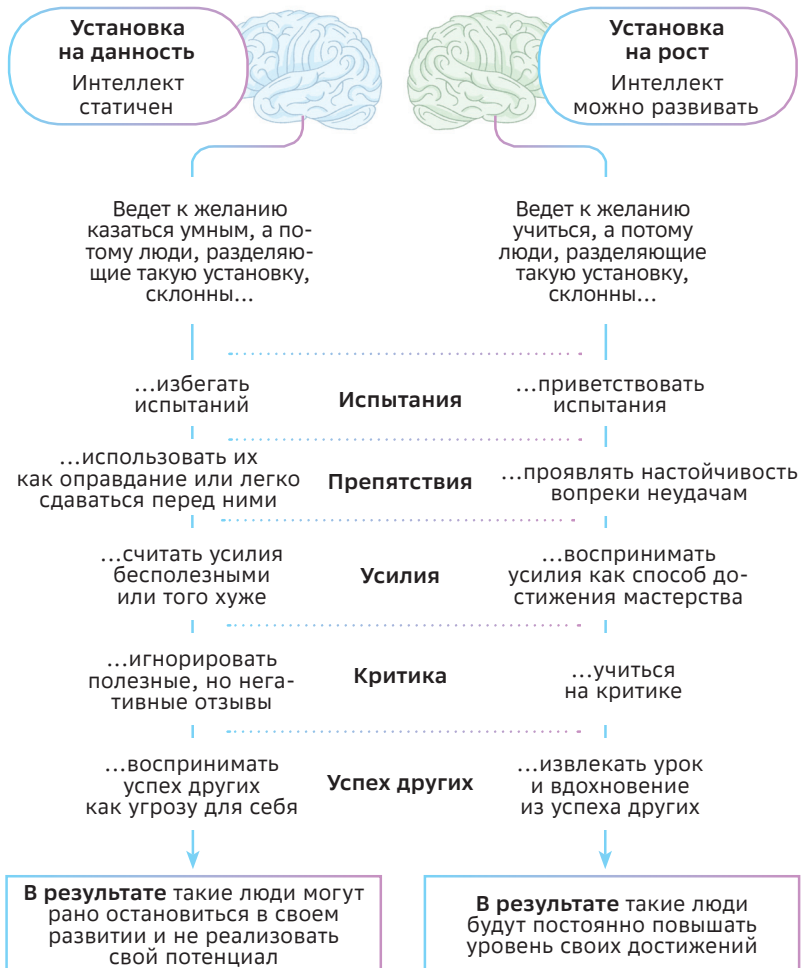 Установка
на данность
Интеллект
статичен
Установка
на рост
Интеллект
можно развивать
Ведет к желанию
казаться умным, а по-
тому люди, разделяю-
щие такую установку,
склонны…
Ведет к желанию
учиться, а потому
люди, разделяющие
такую установку,
склонны…
…избегать
испытаний
Испытания
…приветствовать
испытания
…использовать их
как оправдание или легко
сдаваться перед ними
Препятствия
…проявлять настойчивость
вопреки неудачам
…считать усилия
бесполезными
или того хуже
Усилия
…воспринимать
усилия как способ до-
стижения мастерства
…игнорировать
полезные, но нега-
тивные отзывы
Критика
…учиться
на критике
…воспринимать
успех других
как угрозу для себя
Успех других
…извлекать урок
и вдохновение
из успеха других
В результате такие люди могут
рано остановиться в своем
развитии и не реализовать
свой потенциал
В результате такие люди
будут постоянно повышать
уровень своих достижений